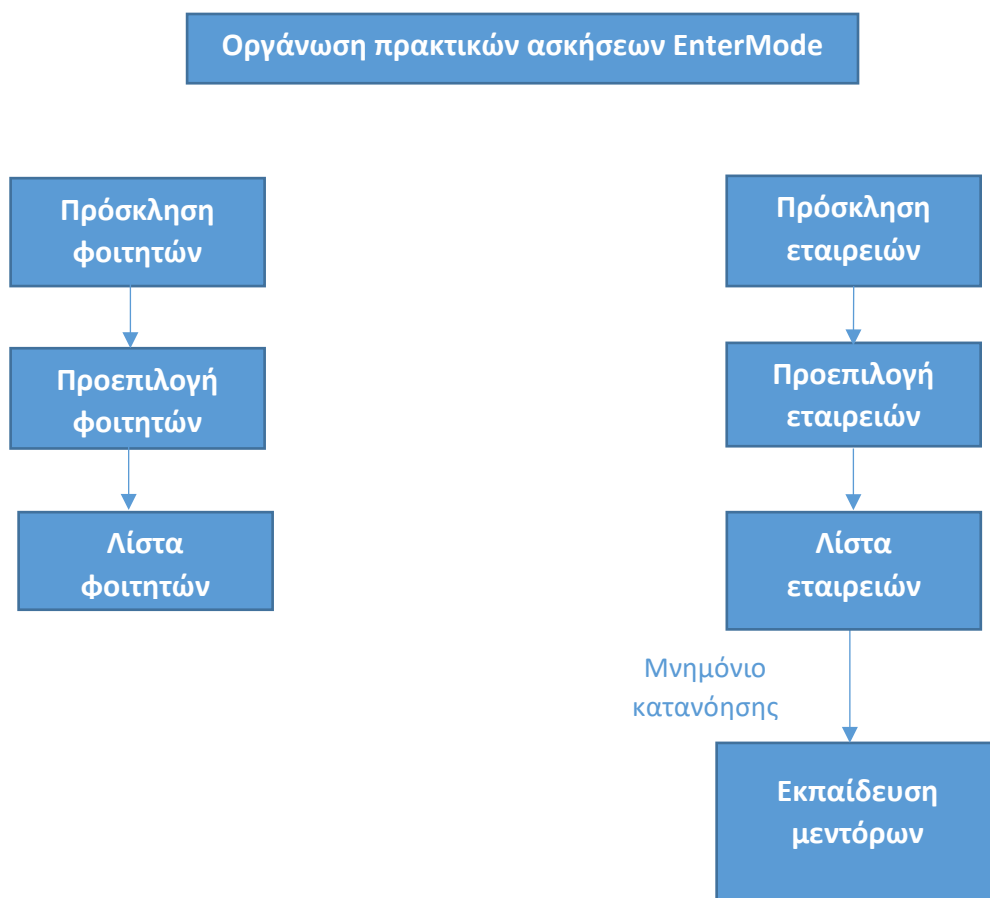 Οργάνωση πρακτικών ασκήσεων EnterMode
Πρόσκληση
φοιτητών
Προεπιλογή
φοιτητών
Λίστα
φοιτητών
Πρόσκληση
εταιρειών
Προεπιλογή
εταιρειών
Λίστα
εταιρειών
Μνημόνιο
κατανόησης
Εκπαίδευση
μεντόρων